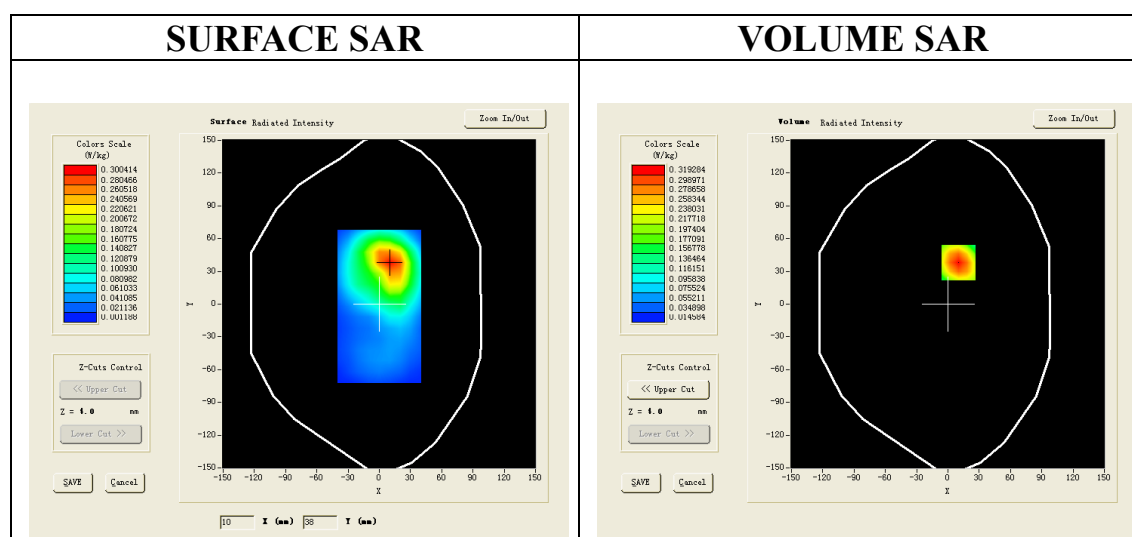 SURFACE SAR
Surface Radiated Intensity
Zoom In/Out
Colors Scale
(W/kg)
0.300414
0.280466
0.260518
0.240569
0.220621
0.200672
0.180724
0.160775
0.140827
0.120879
0.100930
0.080982
0.061033
0.041085
0.021136
0.001188
150
120
90
60
30
0
-30
-60
-90
-120
-150
Y
-150 -120 -90 -60 -30 0 30 60 90 120 150
X
Z-Cuts Control
<< Upper Cut
Z = 4.0 mm
Lower Cut >>
SAVE Cancel
10 X (mm) 38 Y (mm)
VOLUME SAR
Volume Radiated Intensity
Zoom In/Out
Colors Scale
(W/kg)
0.319284
0.298971
0.278658
0.258344
0.238031
0.217718
0.197404
0.177091
0.156778
0.136464
0.116151
0.095838
0.075524
0.055211
0.034898
0.014584
150
120
90
60
30
0
-30
-60
-90
-120
-150
Y
-150 -120 -90 -60 -30 0 30 60 90 120 150
X
Z-Cuts Control
<< Upper Cut
Z = 4.0 mm
Lower Cut >>
SAVE Cancel